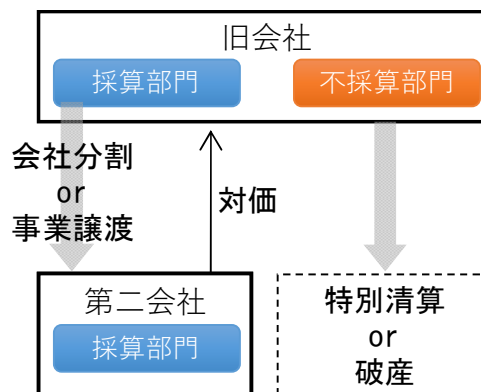 旧会社
採算部門
不採算部門
会社分割
or
事業譲渡
対価
第二会社
採算部門
特別清算
or
破産